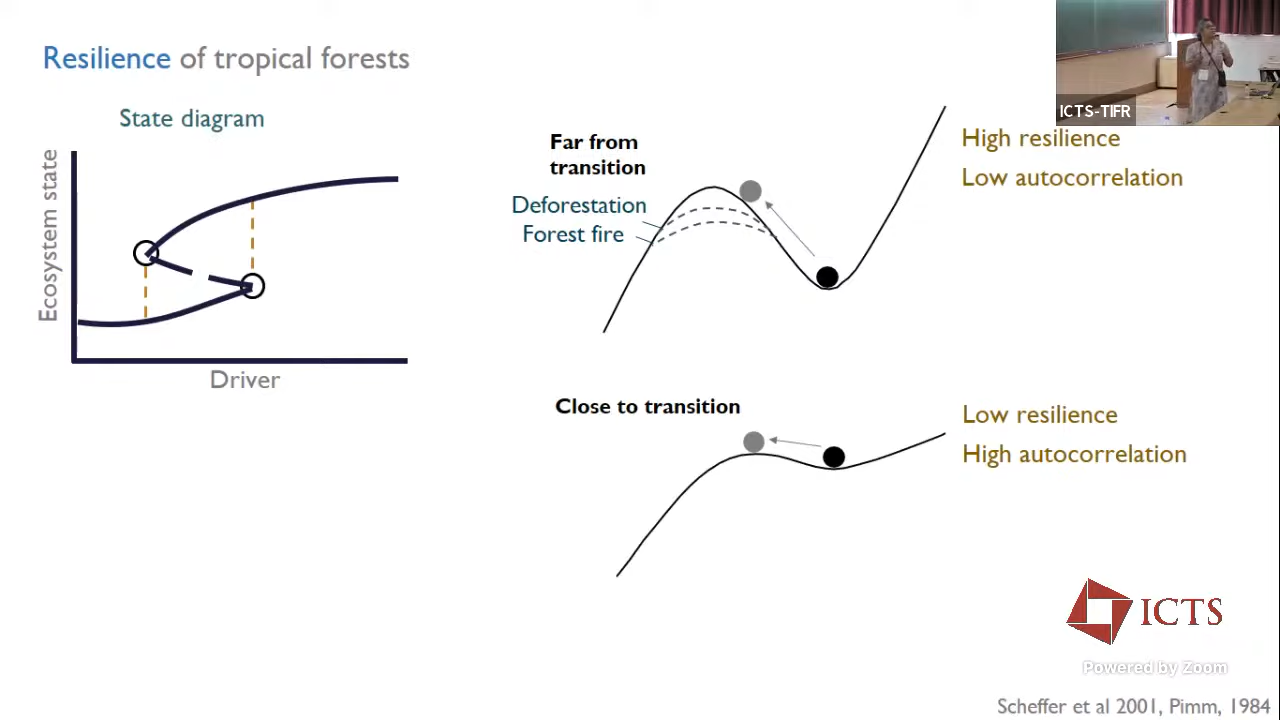 Resilience of tropical forests
State diagram
Ecosystem state
Driver
Far from
transition
Deforestation
Forest fire
High resilience
Low autocorrelation
Close to transition
Low resilience
High autocorrelation
ICTS-TIFR
ICTS
Powered by Zoom
Scheffer et al 2001, Pimm, 1984